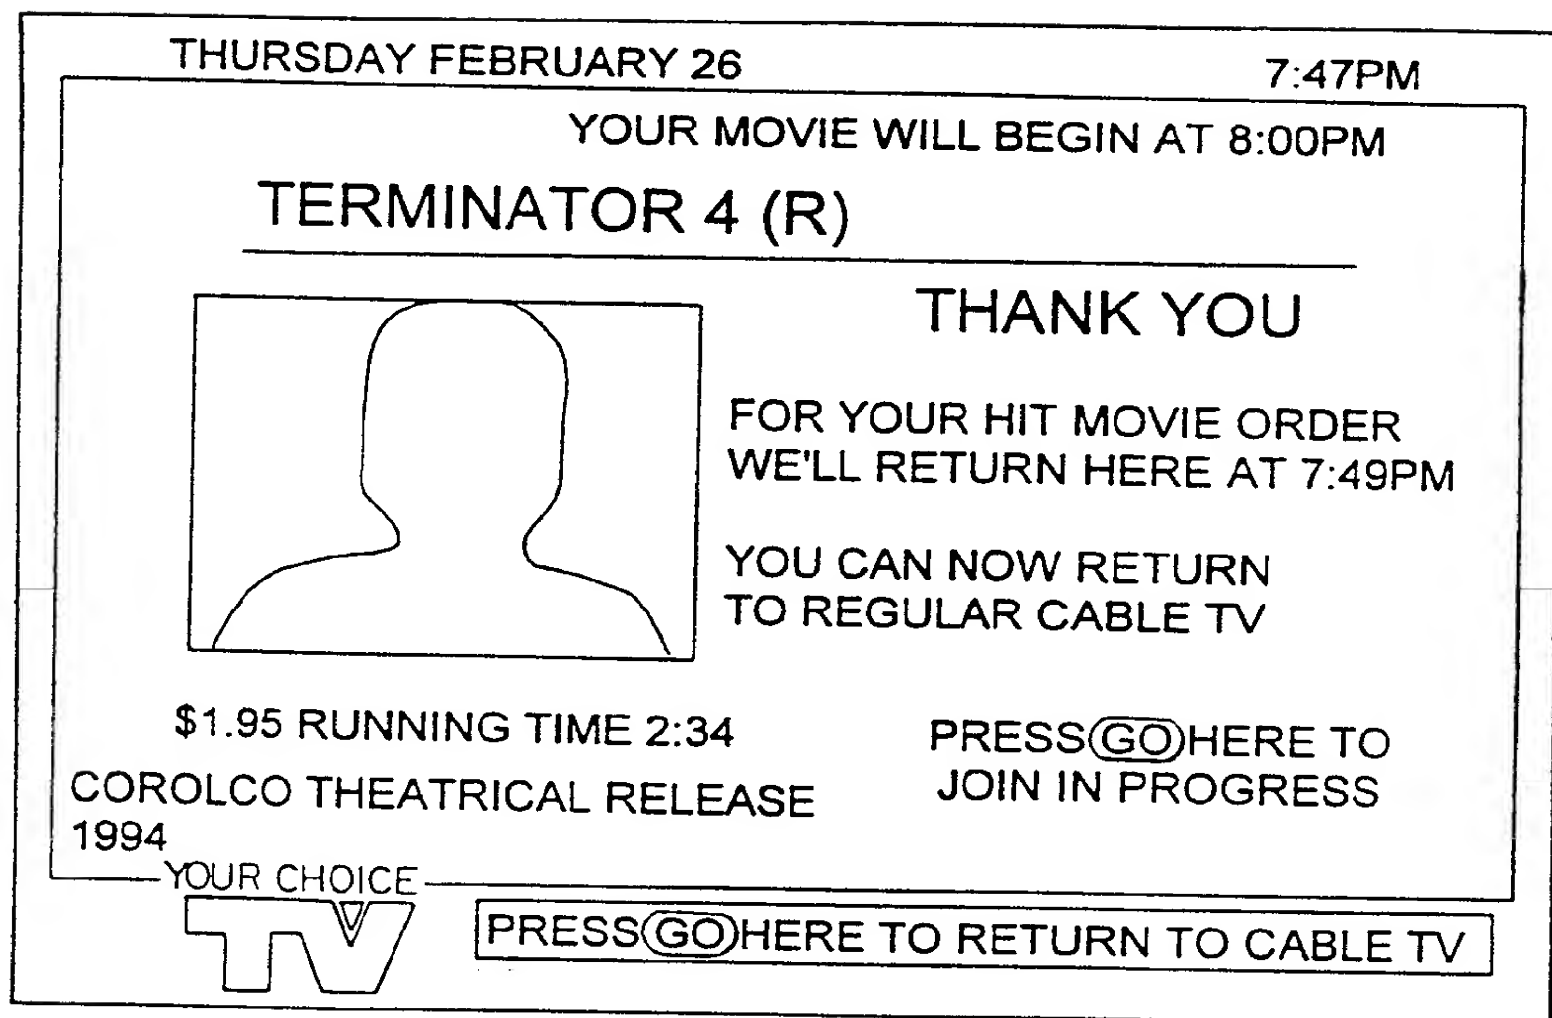 THURSDAY FEBRUARY 26
7:47PM
YOUR MOVIE WILL BEGIN AT 8:00PM
TERMINATOR 4 (R)
THANK YOU
FOR YOUR HIT MOVIE ORDER
WE'LL RETURN HERE AT 7:49PM
YOU CAN NOW RETURN
TO REGULAR CABLE TV
$1.95 RUNNING TIME 2:34
COROLCO THEATRICAL RELEASE
1994
PRESS GO HERE TO
JOIN IN PROGRESS
YOUR CHOICE
TV
PRESS GO HERE TO RETURN TO CABLE TV